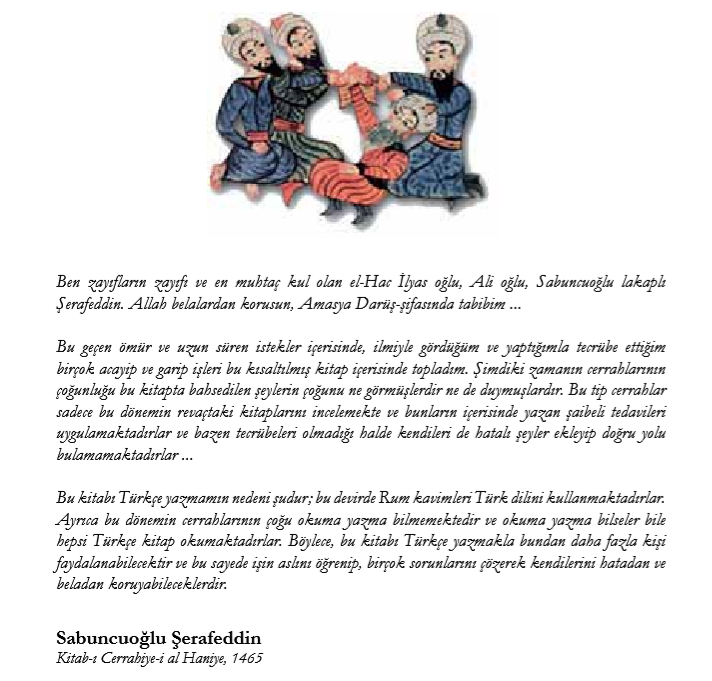 Ben zayıfların zayıfı ve en muhtaç kul olan el-Hac İlyas oğlu, Ali oğlu, Sabuncuoğlu lakaplı
Şerafeddin. Allah belalardan korusun, Amasya Darüş-şifasında tabibim ...
Bu geçen ömür ve uzun süren istekler içerisinde, ilmiyle gördüğüm ve yaptığımla tecrübe ettiğim
birçok acayip ve garip işleri bu kısaltılmış kitap içerisinde topladım. Şimdiki zamanın cerrahlarının
çoğunluğu bu kitapta bahsedilen şeylerin çoğunu ne görmüşlerdir ne de duymuşlardır. Bu tip cerrahlar
sadece bu dönemin revaçtaki kitaplarını incelemekte ve bunların içerisinde yazan şaibeli tedavileri
uygulamaktadırlar ve bazen tecrübeleri olmadığı halde kendileri de hatalı şeyler ekleyip doğru yolu
bulamamaktadırlar ...
Bu kitabı Türkçe yazmamın nedeni şudur; bu devirde Rum kavimleri Türk dilini kullanmaktadırlar.
Ayrıca bu dönemin cerrahlarının çoğu okuma yazma bilmemektedir ve okuma yazma bilseler bile
hepsi Türkçe kitap okumaktadırlar. Böylece, bu kitabı Türkçe yazmakla bundan daha fazla kişi
faydalanabilecektir ve bu sayede işin aslını öğrenip, birçok sorunlarını çözerek kendilerini hatadan ve
beladan koruyabileceklerdir.
Sabuncuoğlu Şerafeddin
Kitab-ı Cerrahiye-i al Haniye, 1465